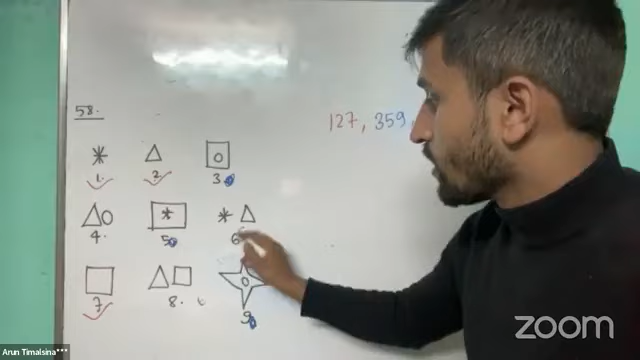 58.
127, 359,
1. 2. 3.
4. 5. 6
7 8. 9
zoom
Arun Timalsina***